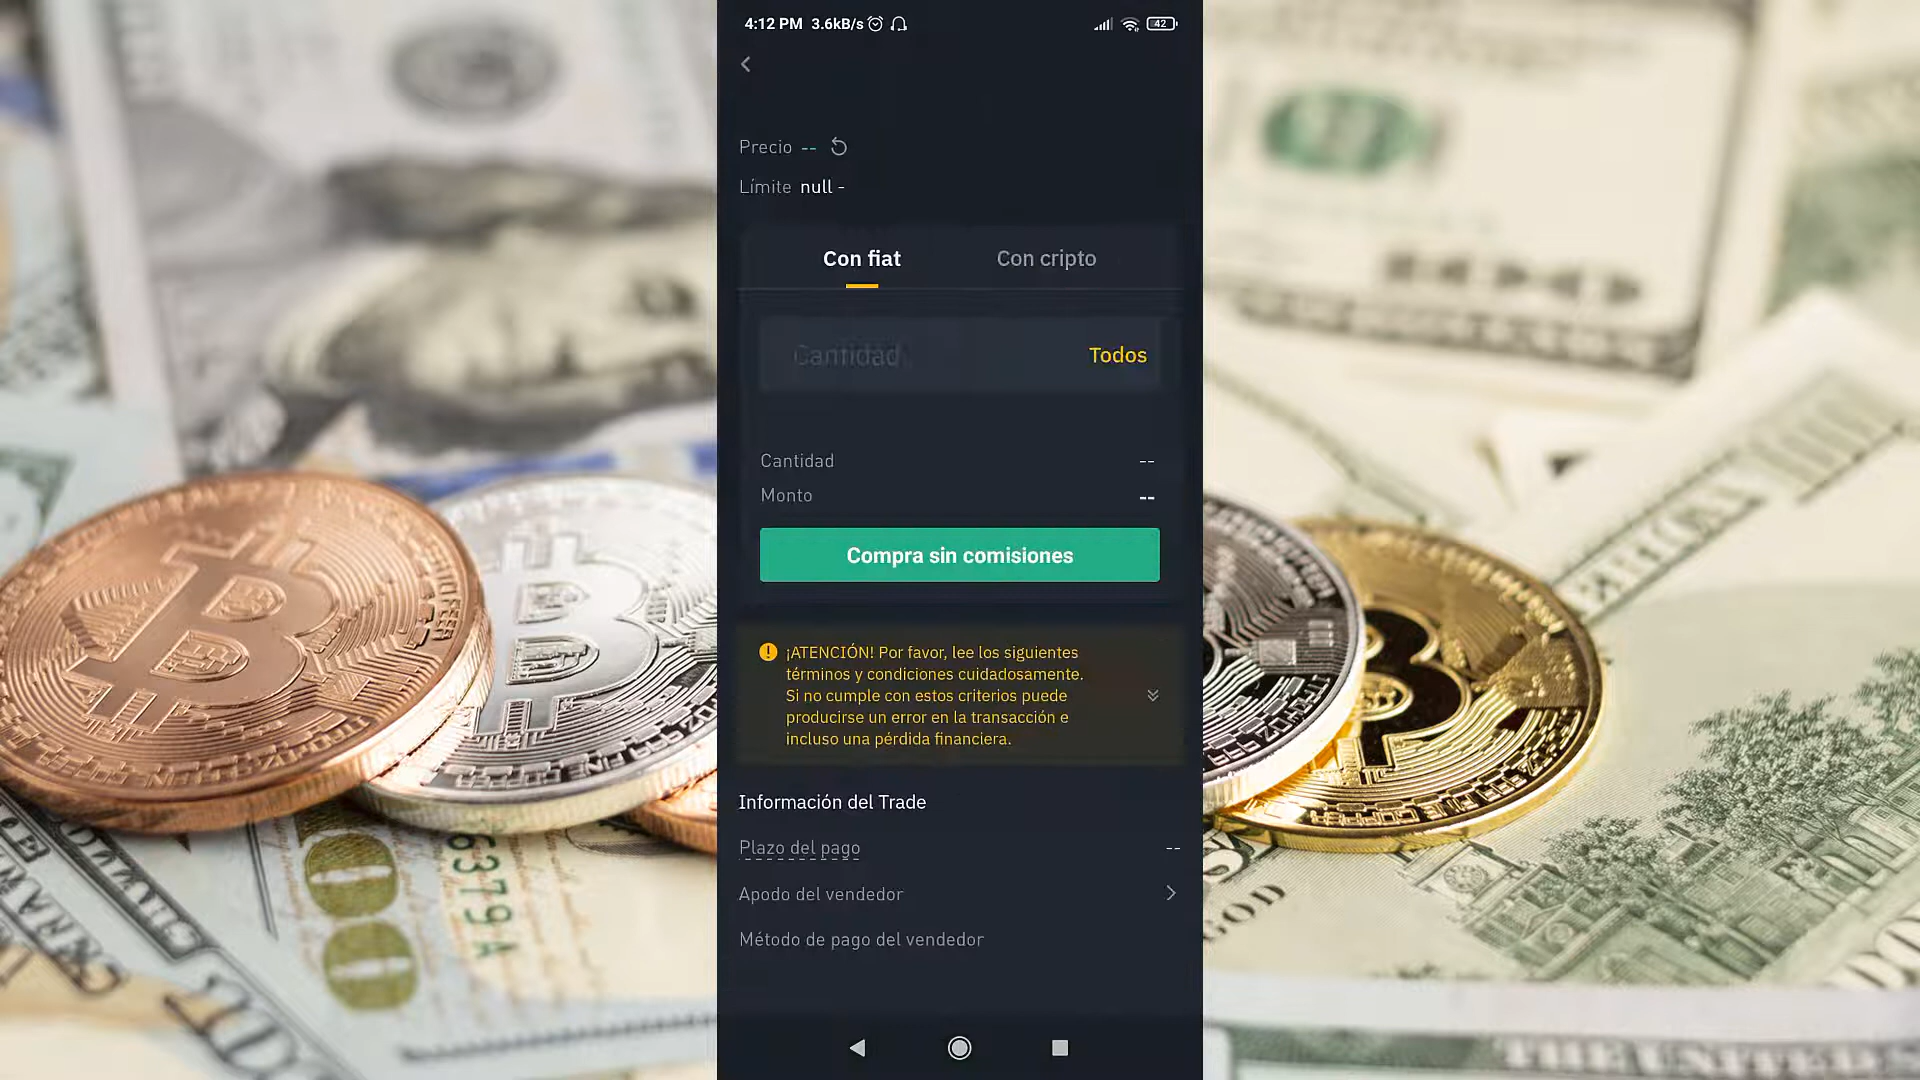 4:12 PM 3.6kB/s 42
Precio --
Límite null -
Con fiat Con cripto
Cantidad Todos
Cantidad --
Monto --
Compra sin comisiones
¡ATENCIÓN! Por favor, lee los siguientes
términos y condiciones cuidadosamente.
Si no cumple con estos criterios puede
producirse un error en la transacción e
incluso una pérdida financiera.
Información del Trade
Plazo del pago --
Apodo del vendedor
Método de pago del vendedor